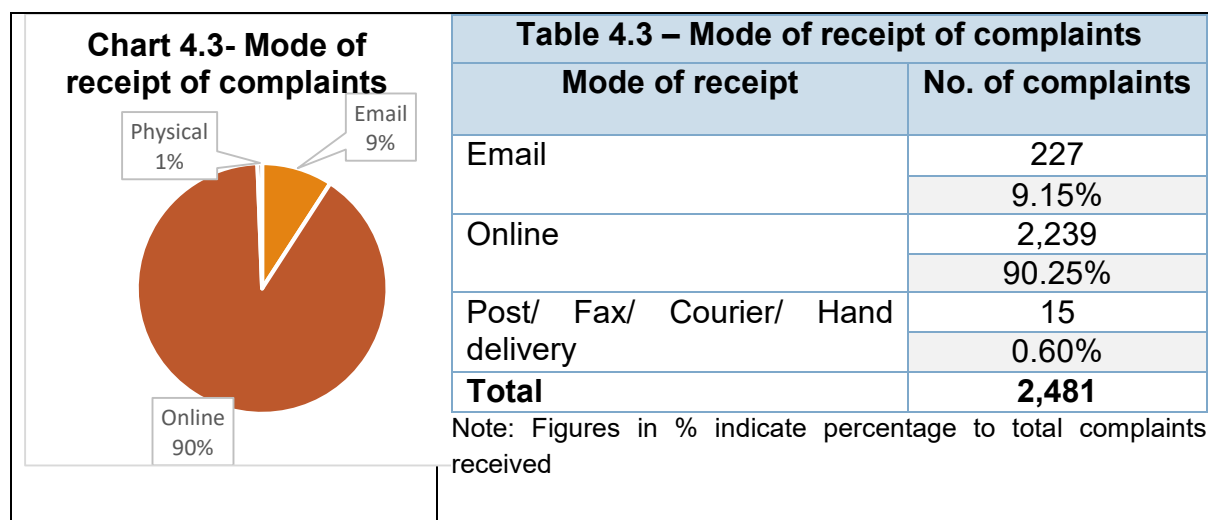 Chart 4.3- Mode of
receipt of complaints
Physical
1%
Email
9%
Online
90%
Table 4.3 – Mode of receipt of complaints
Mode of receipt No. of complaints
Email 227
9.15%
Online 2,239
90.25%
Post/ Fax/ Courier/ Hand
delivery
15
0.60%
Total 2,481
Note: Figures in % indicate percentage to total complaints
received